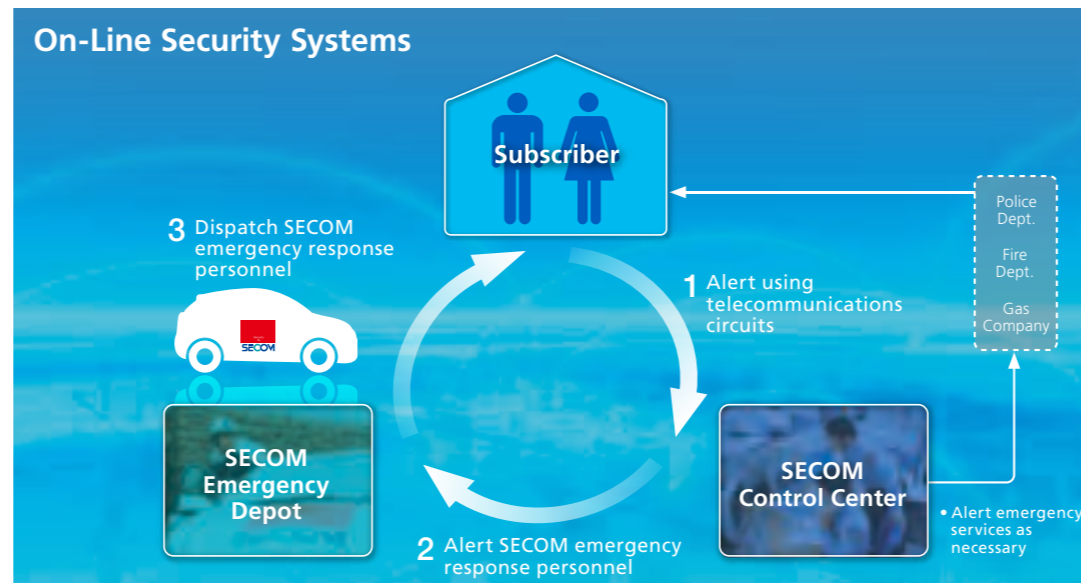 On-Line Security Systems
Subscriber
Police
Dept.
Fire
Dept.
Gas
Company
3 Dispatch SECOM
emergency response
personnel
1 Alert using
telecommunications
circuits
SECOM
SECOM
Emergency
Depot
SECOM
Control Center
• Alert emergency
services as
necessary
2 Alert SECOM emergency
response personnel